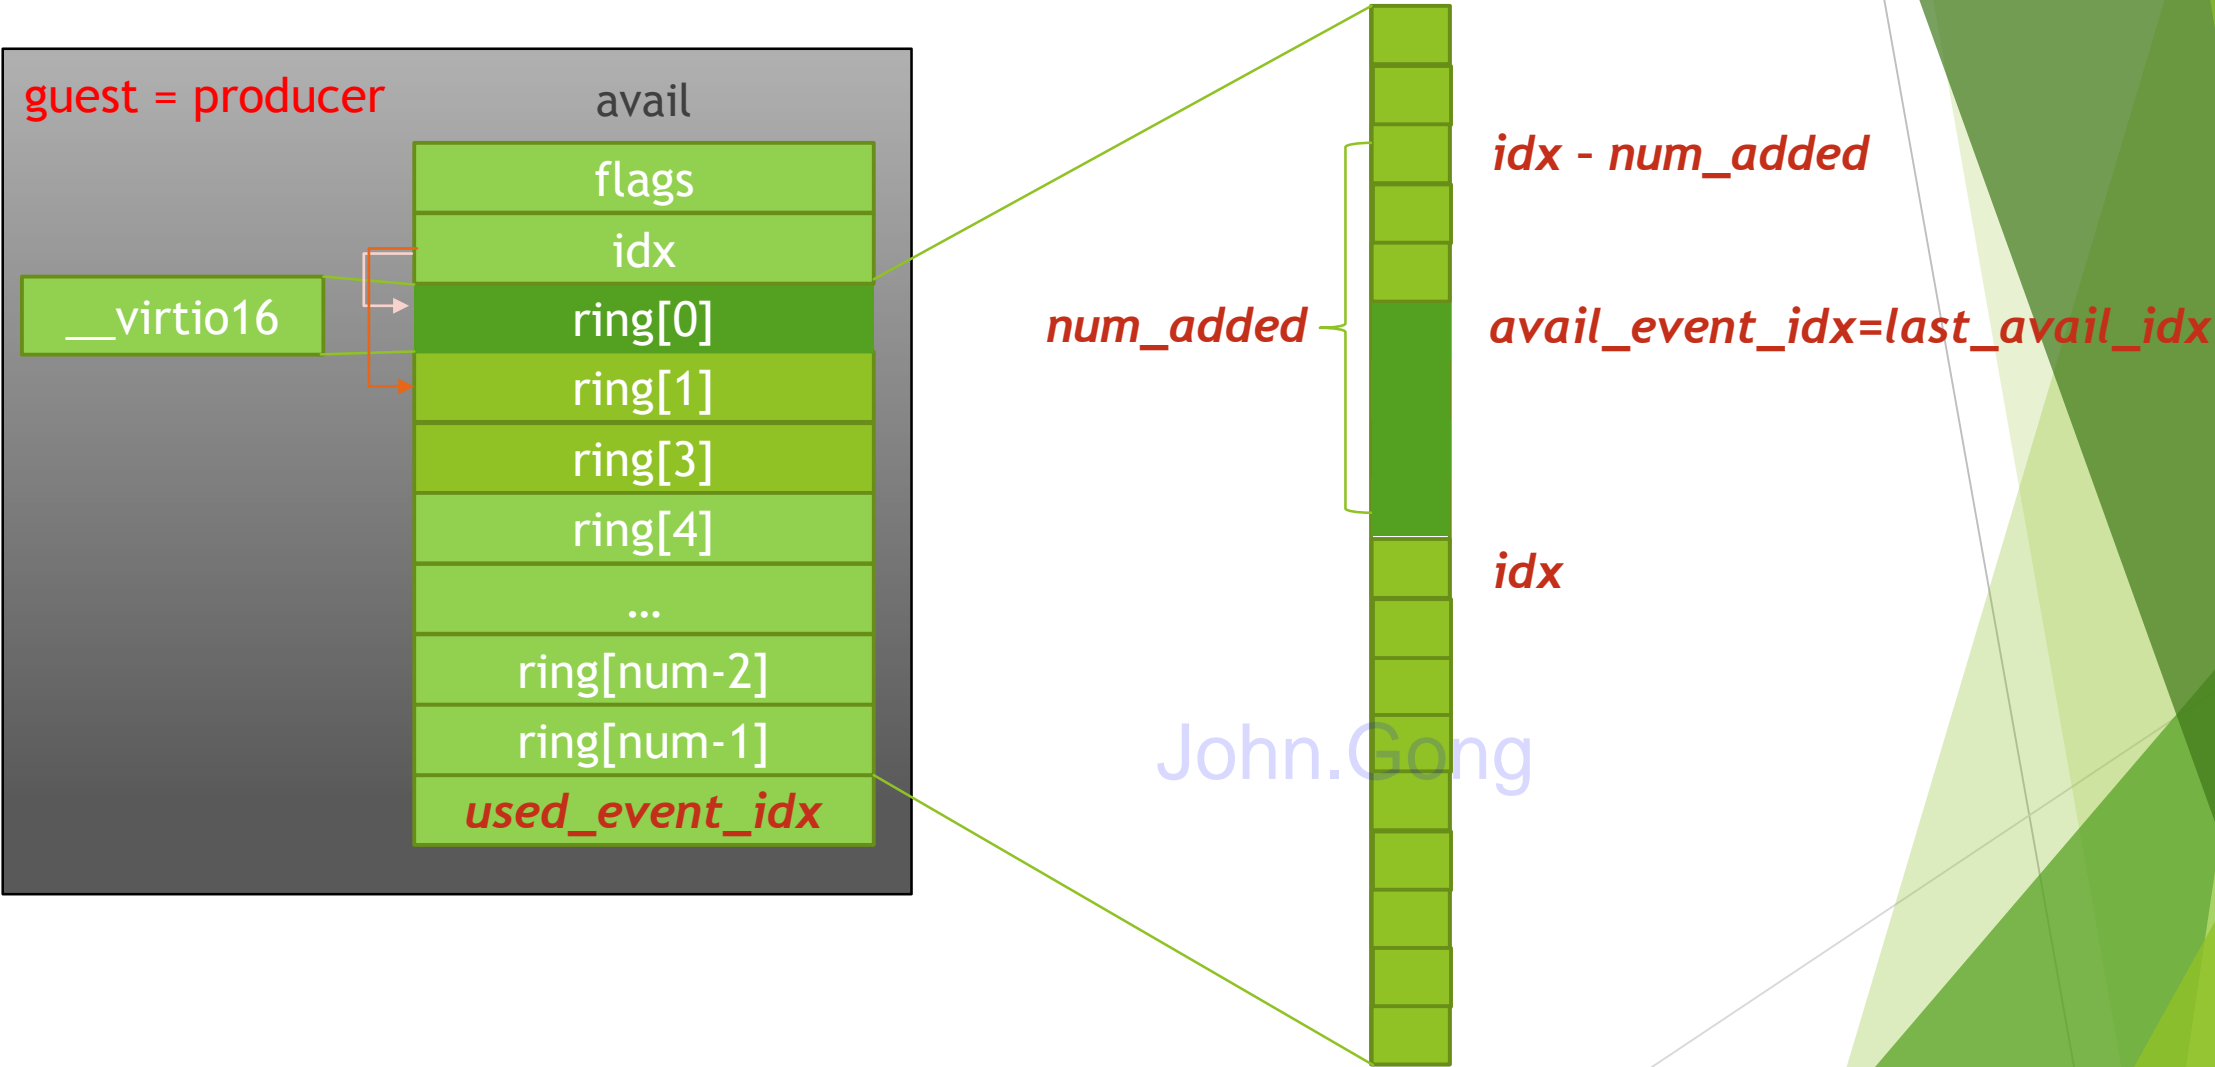 guest = producer
avail
flags
idx
__virtio16
ring[0]
ring[1]
ring[3]
ring[4]
...
ring[num-2]
ring[num-1]
used_event_idx
idx – num_added
num_added
avail_event_idx=last_avail_idx
idx
John.Gong